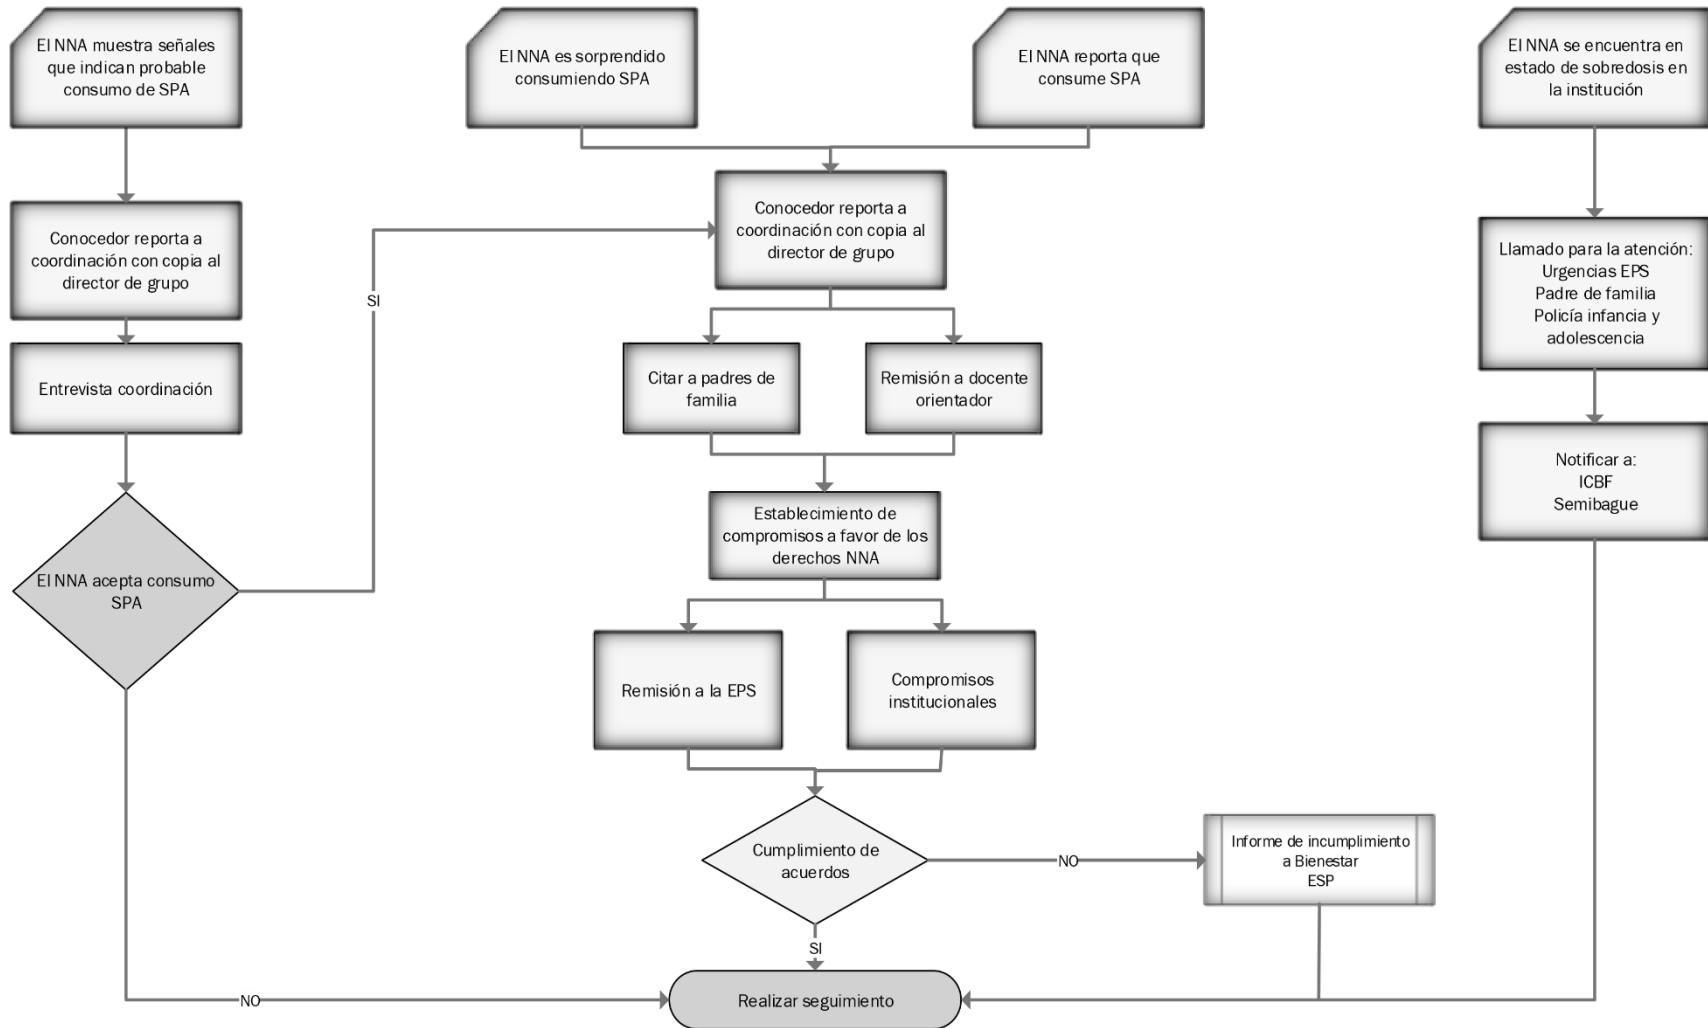 El NNA muestra señales
que indican probable
consumo de SPA
El NNA es sorprendido
consumiendo SPA
El NNA reporta que
consume SPA
El NNA se encuentra en
estado de sobredosis en
la institución
Conocedor reporta a
coordinación con copia al
director de grupo
Conocedor reporta a
coordinación con copia al
director de grupo
Llamado para la atención:
Urgencias EPS
Padre de familia
Policía infancia y
adolescencia
SI
Entrevista coordinación
Citar a padres de
familia
Remisión a docente
orientador
Notificar a:
ICBF
Semibague
Establecimiento de
compromisos a favor de los
derechos NNA
El NNA acepta consumo
SPA
Remisión a la EPS
Compromisos
institucionales
Cumplimiento de
acuerdos
NO
Informe de incumplimiento
a Bienestar
ESP
SI
NO
Realizar seguimiento